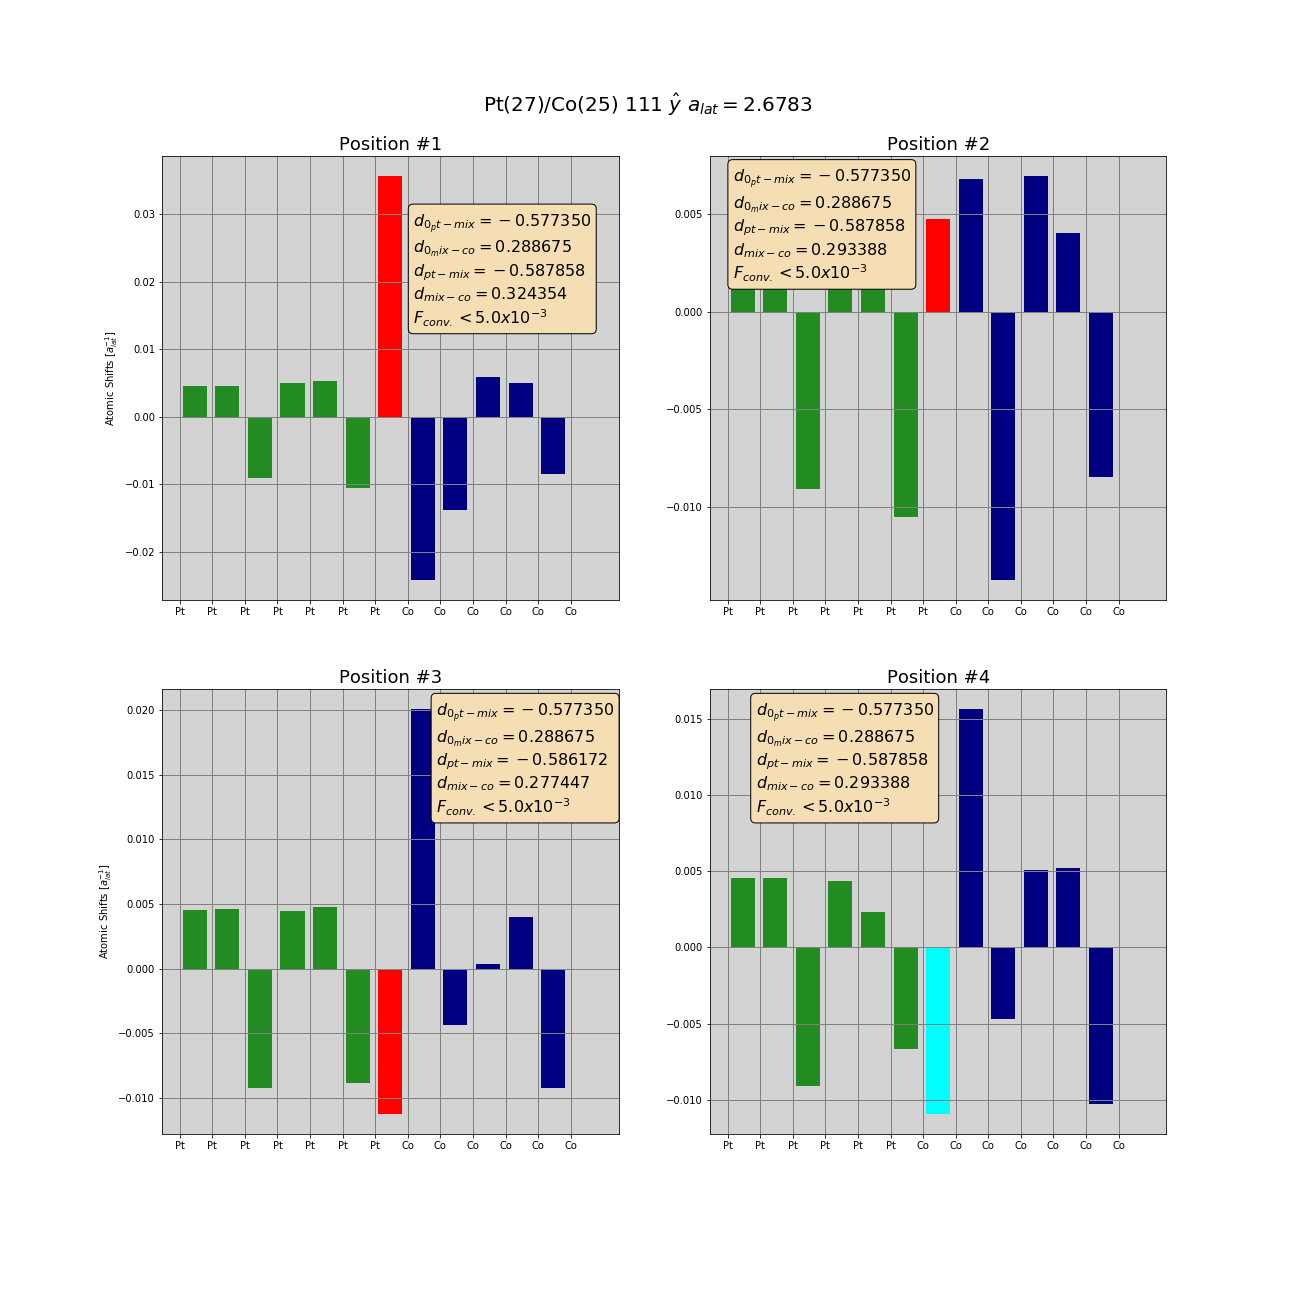 Pt(27)/Co(25) 111 ŷ a_lat = 2.6783
Position #1
0.03
0.02
0.01
0.00
−0.01
−0.02
Atomic Shifts [a_lat^−1]
d_0_pt−mix = −0.577350
d_0_mix−co = 0.288675
d_pt−mix = −0.587858
d_mix−co = 0.324354
F_conv. < 5.0x10^−3
Pt Pt Pt Pt Pt Pt Pt Co Co Co Co Co Co
Position #2
0.005
0.000
−0.005
−0.010
d_0_pt−mix = −0.577350
d_0_mix−co = 0.288675
d_pt−mix = −0.587858
d_mix−co = 0.293388
F_conv. < 5.0x10^−3
Pt Pt Pt Pt Pt Pt Pt Co Co Co Co Co Co
Position #3
0.020
0.015
0.010
0.005
0.000
−0.005
−0.010
Atomic Shifts [a_lat^−1]
d_0_pt−mix = −0.577350
d_0_mix−co = 0.288675
d_pt−mix = −0.586172
d_mix−co = 0.277447
F_conv. < 5.0x10^−3
Pt Pt Pt Pt Pt Pt Pt Co Co Co Co Co Co
Position #4
0.015
0.010
0.005
0.000
−0.005
−0.010
d_0_pt−mix = −0.577350
d_0_mix−co = 0.288675
d_pt−mix = −0.587858
d_mix−co = 0.293388
F_conv. < 5.0x10^−3
Pt Pt Pt Pt Pt Pt Co Co Co Co Co Co Co